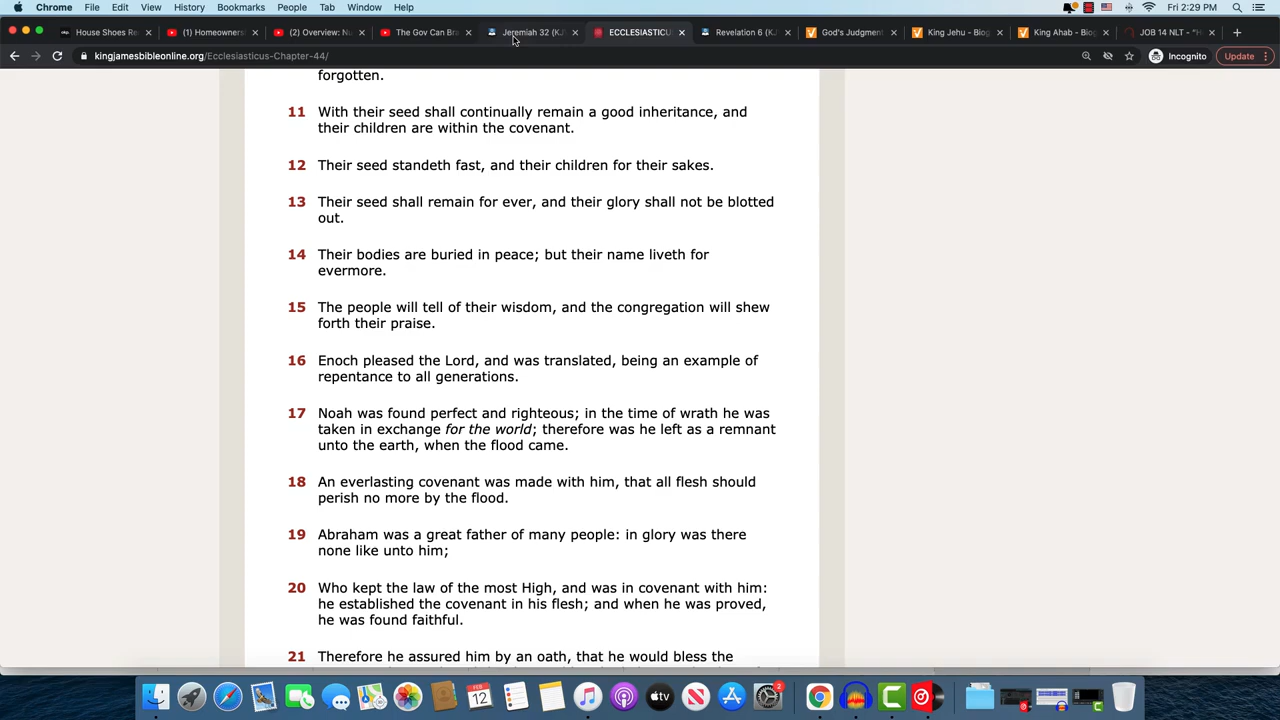 Chrome File Edit View History Bookmarks People Tab Window Help Fri 2:29 PM
House Shoes Re (1) Homeowners (2) Overview: Nu The Gov Can Bra Jeremiah 32 (KJ ECCLESIASTICU Revelation 6 (KJ God's Judgment King Jehu - Biog King Ahab - Biog JOB 14 NLT - "H
kingjamesbibleonline.org/Ecclesiasticus-Chapter-44/ Incognito Update
forgotten.
11 With their seed shall continually remain a good inheritance, and
their children are within the covenant.
12 Their seed standeth fast, and their children for their sakes.
13 Their seed shall remain for ever, and their glory shall not be blotted
out.
14 Their bodies are buried in peace; but their name liveth for
evermore.
15 The people will tell of their wisdom, and the congregation will shew
forth their praise.
16 Enoch pleased the Lord, and was translated, being an example of
repentance to all generations.
17 Noah was found perfect and righteous; in the time of wrath he was
taken in exchange for the world; therefore was he left as a remnant
unto the earth, when the flood came.
18 An everlasting covenant was made with him, that all flesh should
perish no more by the flood.
19 Abraham was a great father of many people: in glory was there
none like unto him;
20 Who kept the law of the most High, and was in covenant with him:
he established the covenant in his flesh; and when he was proved,
he was found faithful.
21 Therefore he assured him by an oath, that he would bless the
FEB
12
tv
2